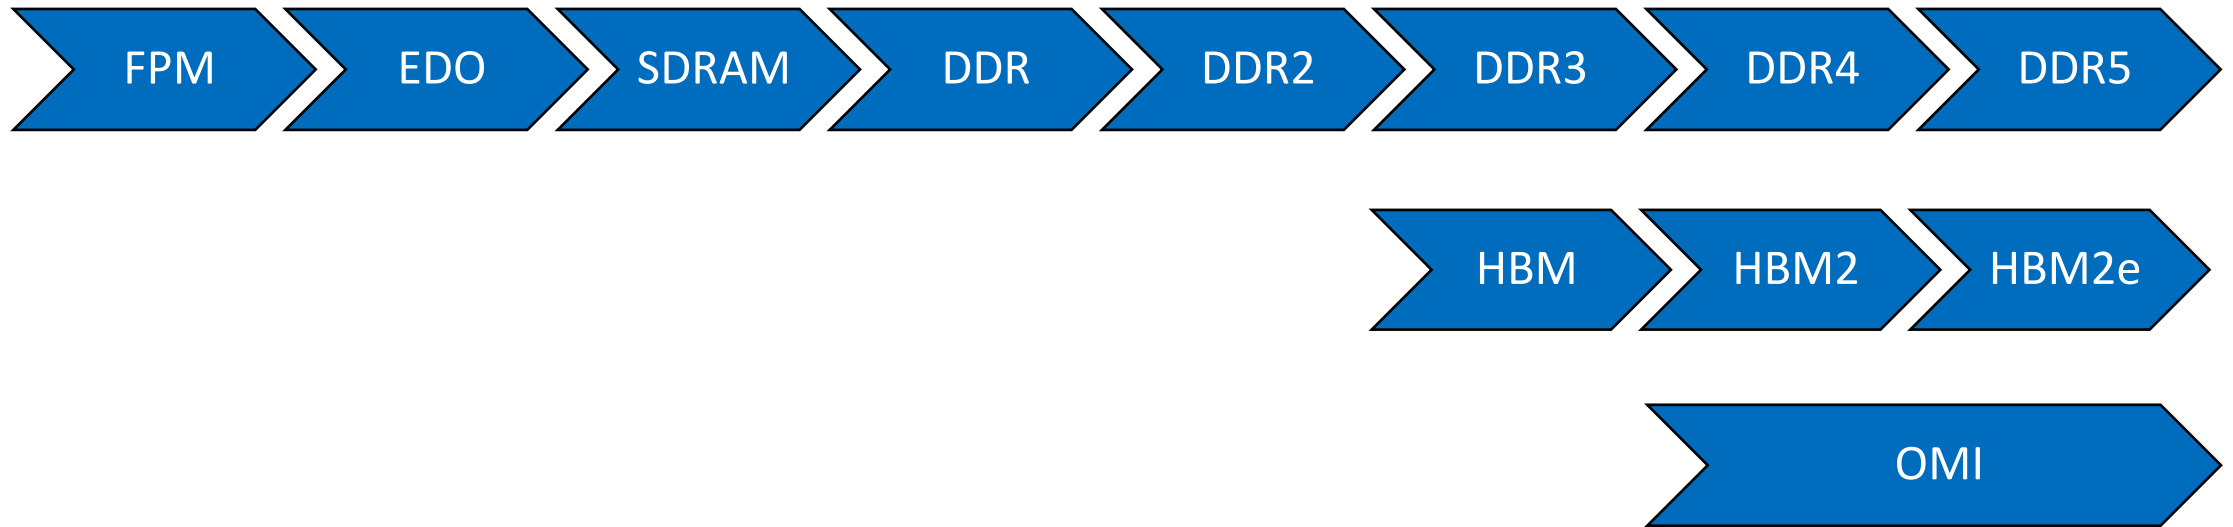 FPM EDO SDRAM DDR DDR2 DDR3 DDR4 DDR5
HBM HBM2 HBM2e
OMI